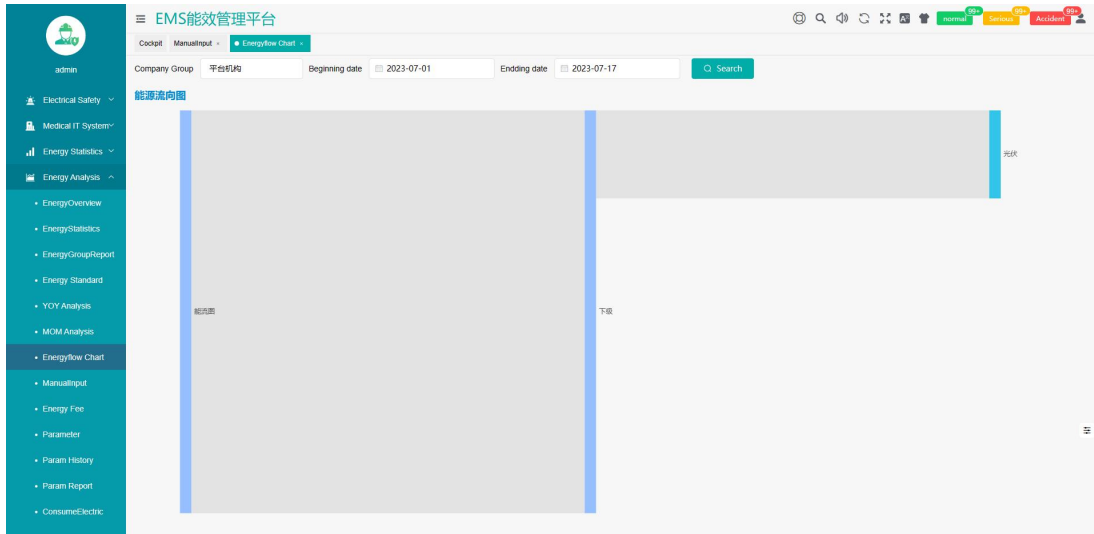 EMS能效管理平台
normal 99+ Serious 99+ Accident 99+
Cockpit ManualInput × Energyflow Chart ×
admin
Company Group 平台机构 Beginning date 2023-07-01 Endding date 2023-07-17 Search
能源流向图
Electrical Safety
Medical IT System
Energy Statistics
Energy Analysis
EnergyOverview
EnergyStatistics
EnergyGroupReport
Energy Standard
YOY Analysis
MOM Analysis
Energyflow Chart
ManualInput
Energy Fee
Parameter
Param History
Param Report
ConsumeElectric
能流图
下级
光伏